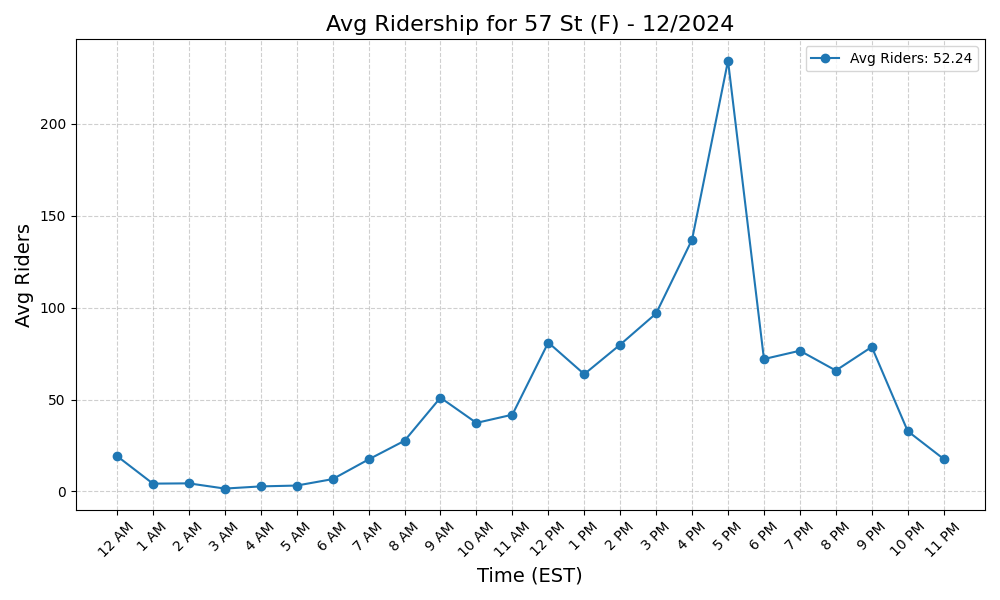 Avg Ridership for 57 St (F) - 12/2024
Avg Riders: 52.24
Avg Riders
200
150
100
50
0
12 AM
1 AM
2 AM
3 AM
4 AM
5 AM
6 AM
7 AM
8 AM
9 AM
10 AM
11 AM
12 PM
1 PM
2 PM
3 PM
4 PM
5 PM
6 PM
7 PM
8 PM
9 PM
10 PM
11 PM
Time (EST)